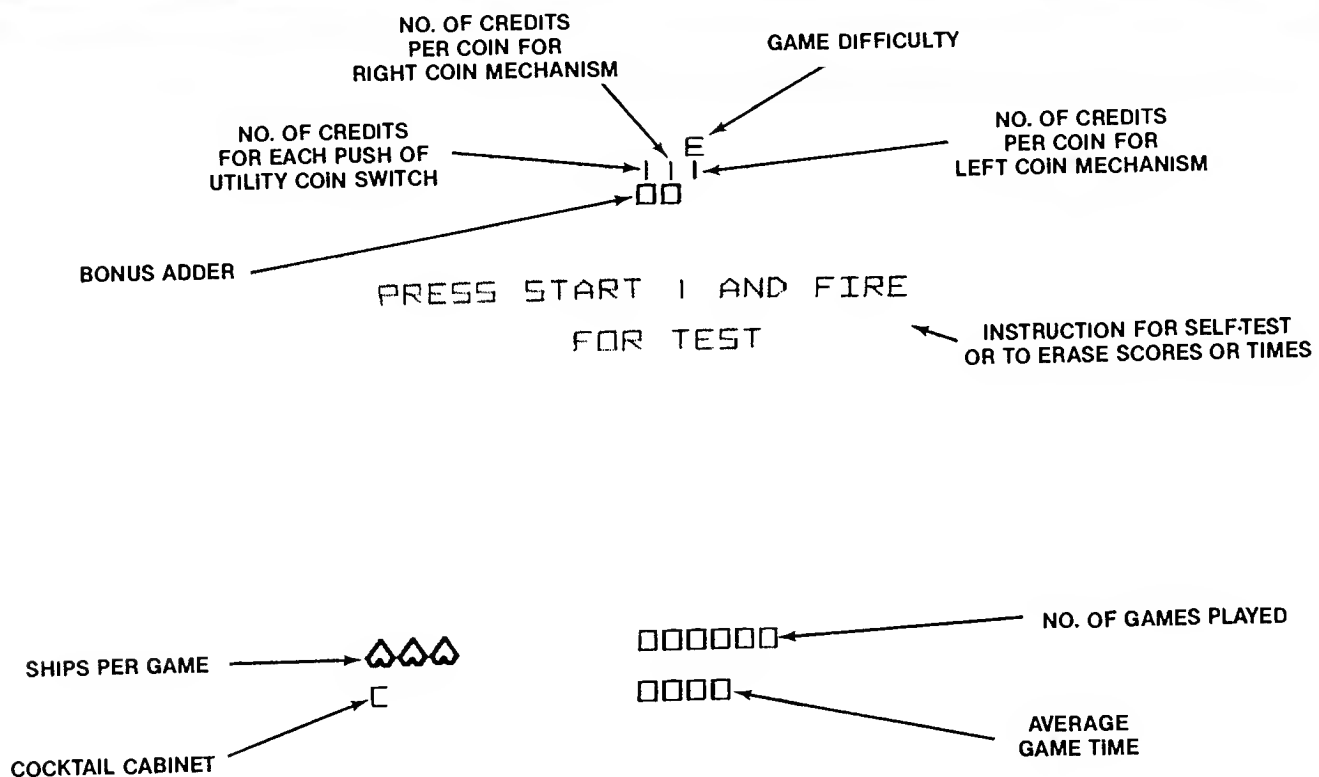 NO. OF CREDITS
PER COIN FOR
RIGHT COIN MECHANISM
GAME DIFFICULTY
NO. OF CREDITS
FOR EACH PUSH OF
UTILITY COIN SWITCH
NO. OF CREDITS
PER COIN FOR
LEFT COIN MECHANISM
E
1 1 1
00
BONUS ADDER
PRESS START 1 AND FIRE
FOR TEST
INSTRUCTION FOR SELF-TEST
OR TO ERASE SCORES OR TIMES
SHIPS PER GAME
000000
NO. OF GAMES PLAYED
C
0000
COCKTAIL CABINET
AVERAGE
GAME TIME